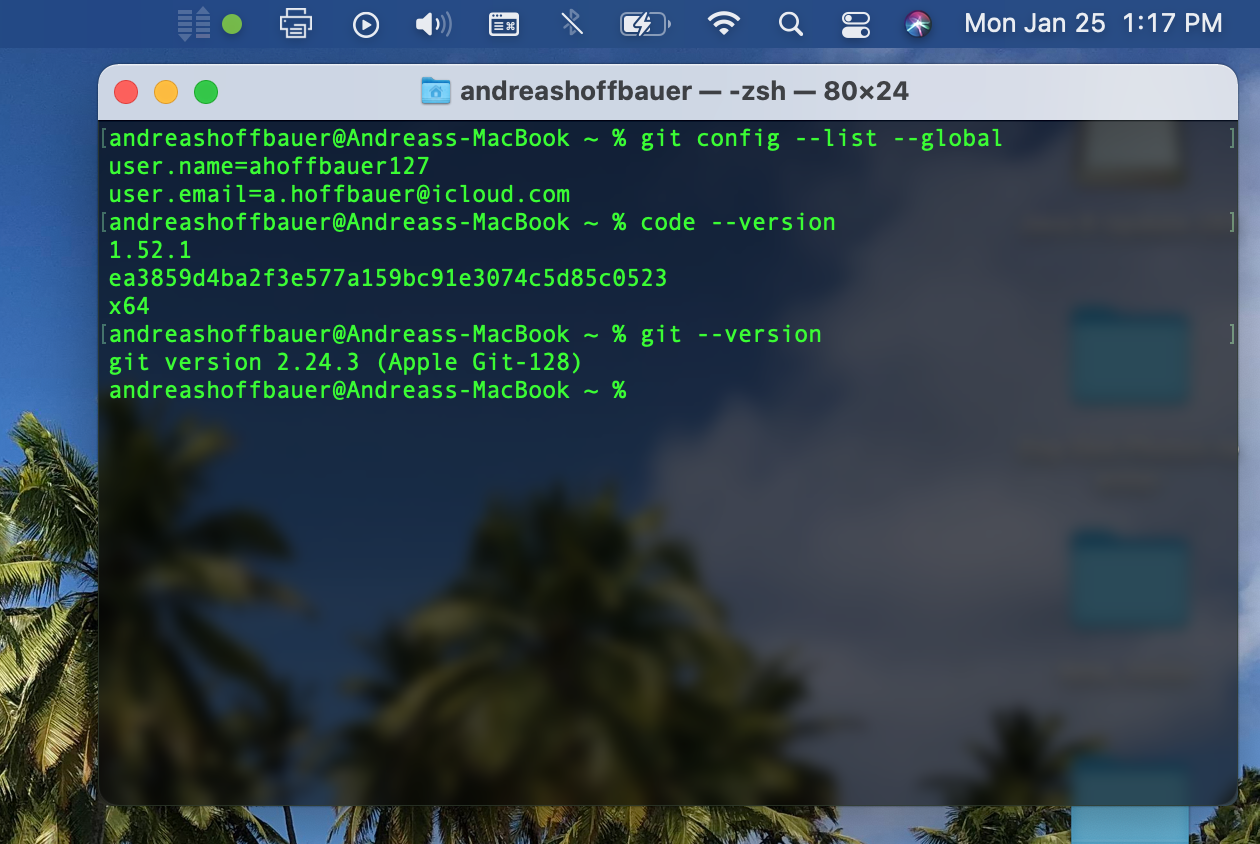 Mon Jan 25 1:17 PM
andreashoffbauer — -zsh — 80×24
[andreashoffbauer@Andreass-MacBook ~ % git config --list --global ]
user.name=ahoffbauer127
user.email=a.hoffbauer@icloud.com
[andreashoffbauer@Andreass-MacBook ~ % code --version ]
1.52.1
ea3859d4ba2f3e577a159bc91e3074c5d85c0523
x64
[andreashoffbauer@Andreass-MacBook ~ % git --version ]
git version 2.24.3 (Apple Git-128)
andreashoffbauer@Andreass-MacBook ~ %